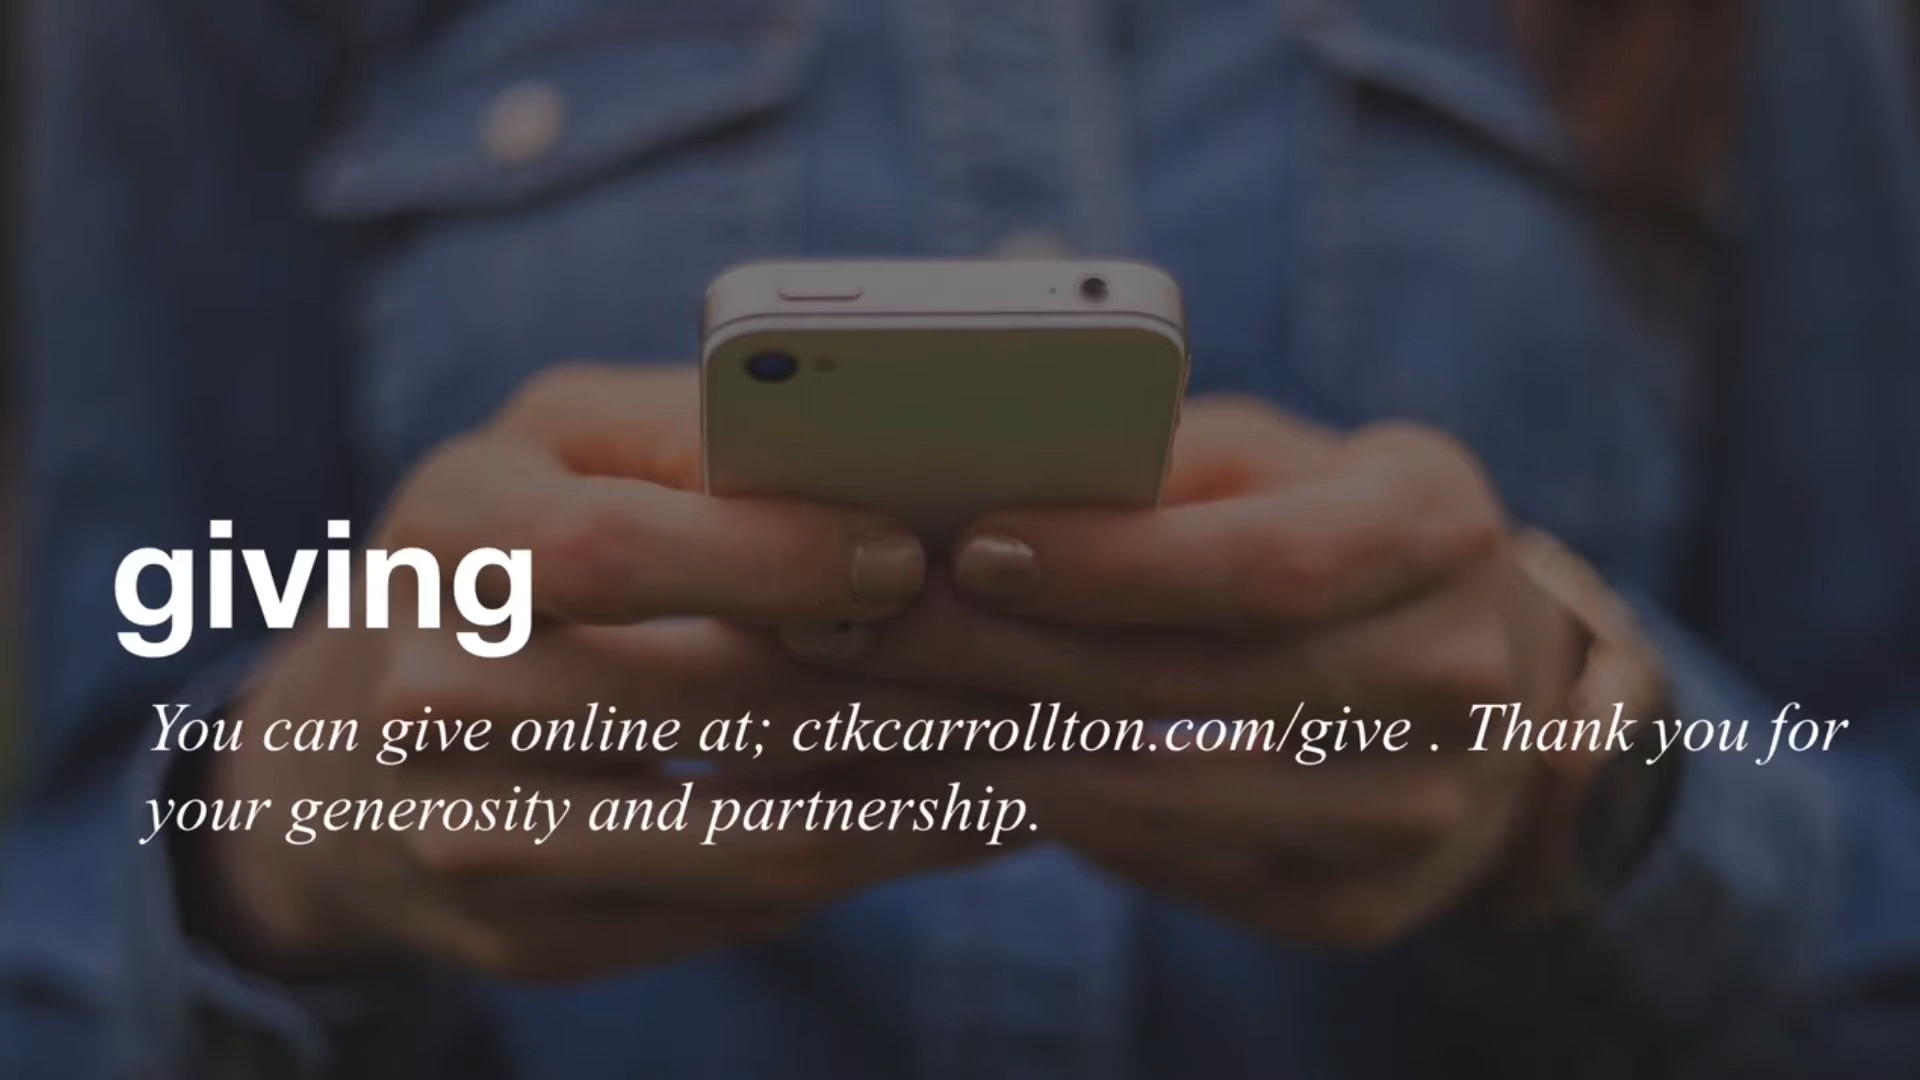 giving
You can give online at; ctkcarrollton.com/give . Thank you for
your generosity and partnership.